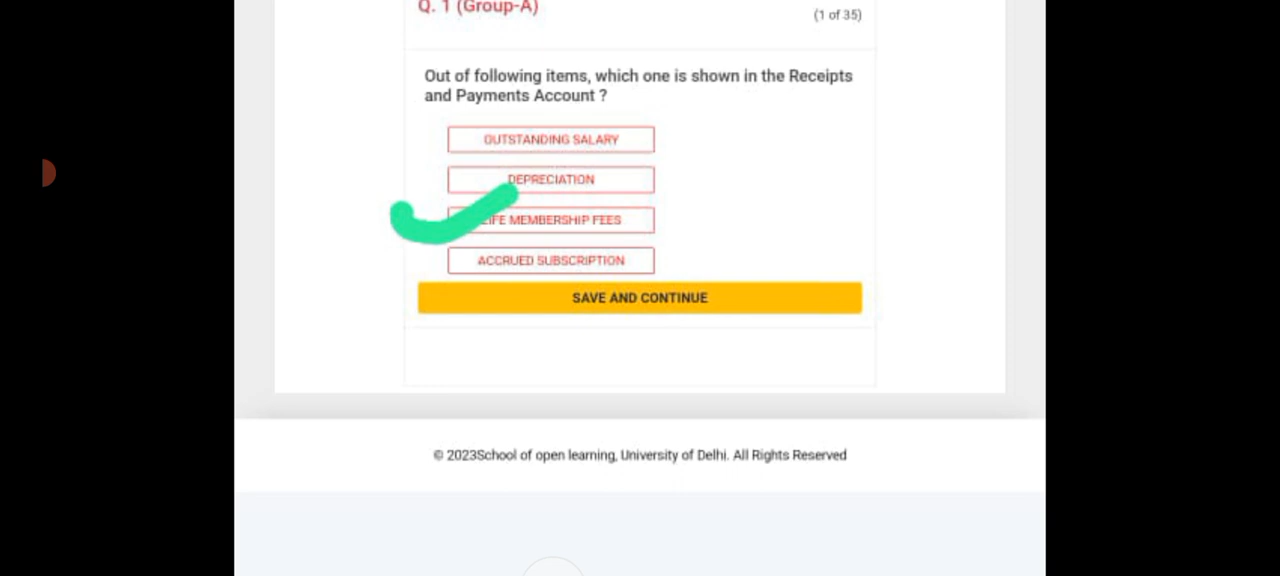 Q. 1 (Group-A)
(1 of 35)
Out of following items, which one is shown in the Receipts
and Payments Account ?
OUTSTANDING SALARY
DEPRECIATION
LIFE MEMBERSHIP FEES
ACCRUED SUBSCRIPTION
SAVE AND CONTINUE
© 2023School of open learning, University of Delhi. All Rights Reserved